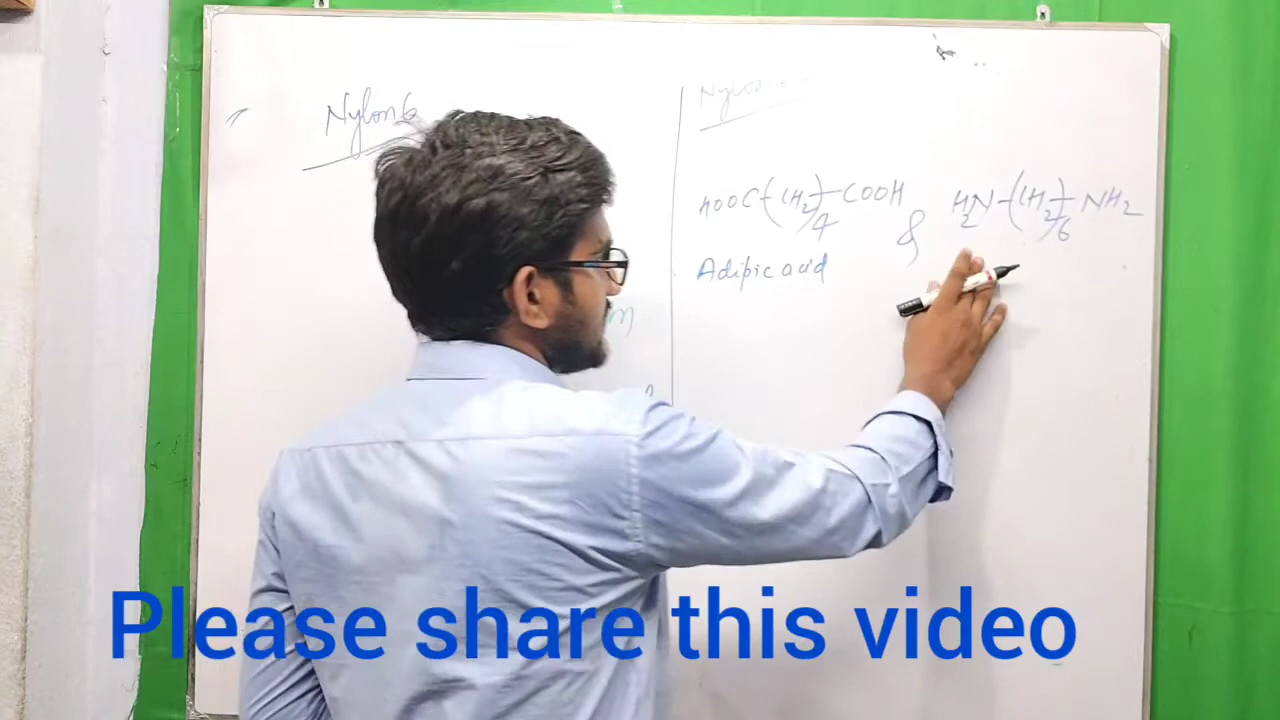 Nylon6
HOOC-(CH2)4-COOH & H2N-(CH2)6-NH2
Adipic acid
Please share this video